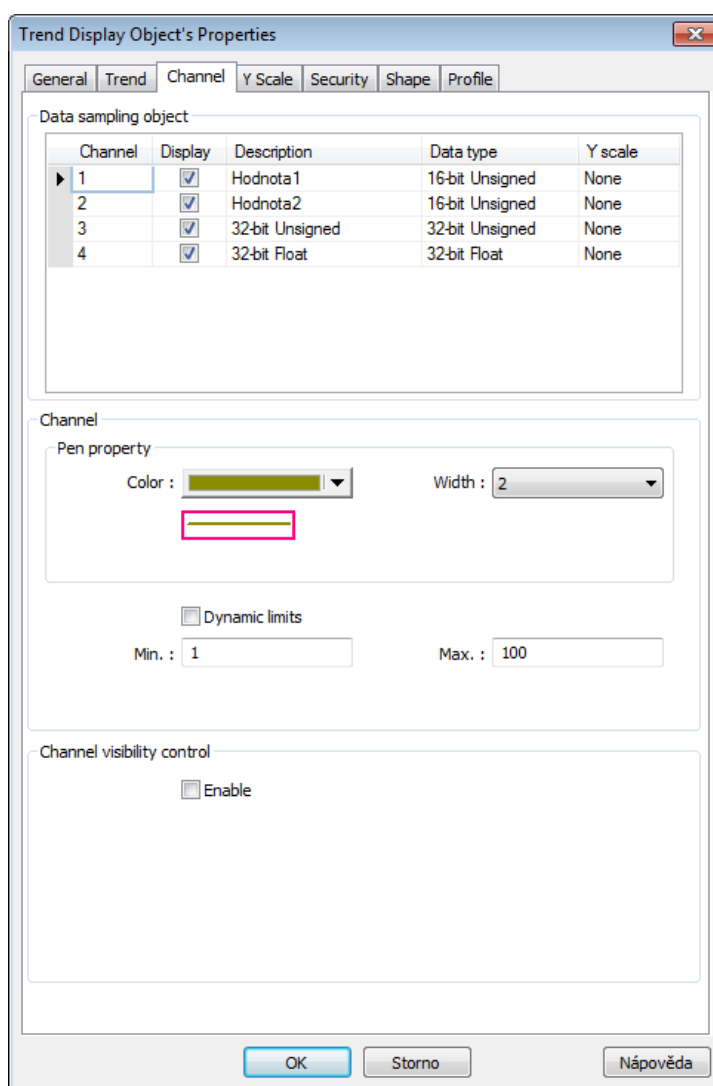 Trend Display Object's Properties
General Trend Channel Y Scale Security Shape Profile
Data sampling object
Channel Display Description Data type Y scale
1 Hodnota1 16-bit Unsigned None
2 Hodnota2 16-bit Unsigned None
3 32-bit Unsigned 32-bit Unsigned None
4 32-bit Float 32-bit Float None
Channel
Pen property
Color : Width : 2
Dynamic limits
Min. : 1 Max. : 100
Channel visibility control
Enable
OK Storno Nápověda